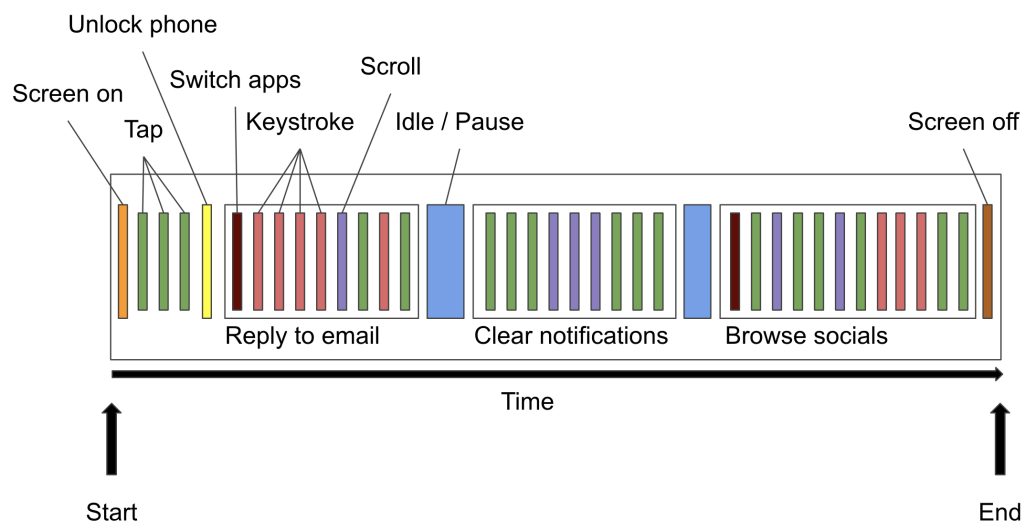 Unlock phone
Screen on
Tap
Switch apps
Keystroke
Scroll
Idle / Pause
Screen off
Reply to email
Clear notifications
Browse socials
Time
Start
End